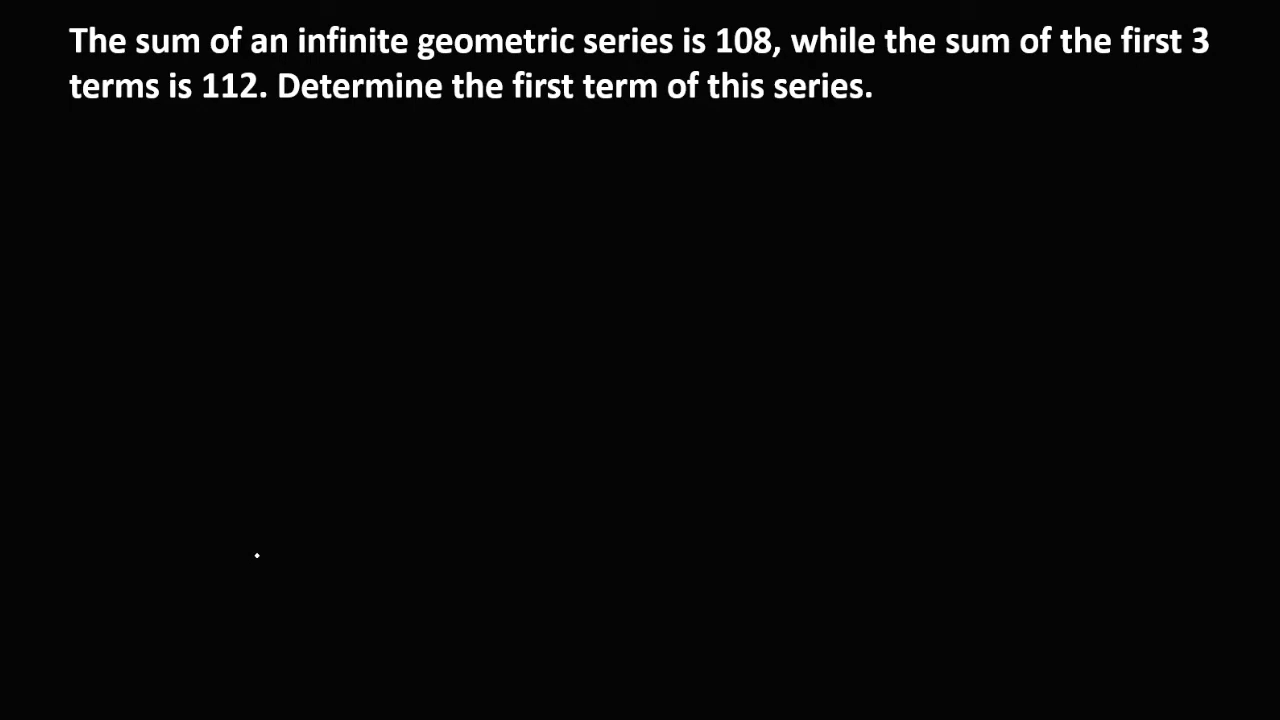 The sum of an infinite geometric series is 108, while the sum of the first 3
terms is 112. Determine the first term of this series.